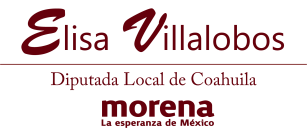 Elisa Villalobos
Diputada Local de Coahuila
morena
La esperanza de México